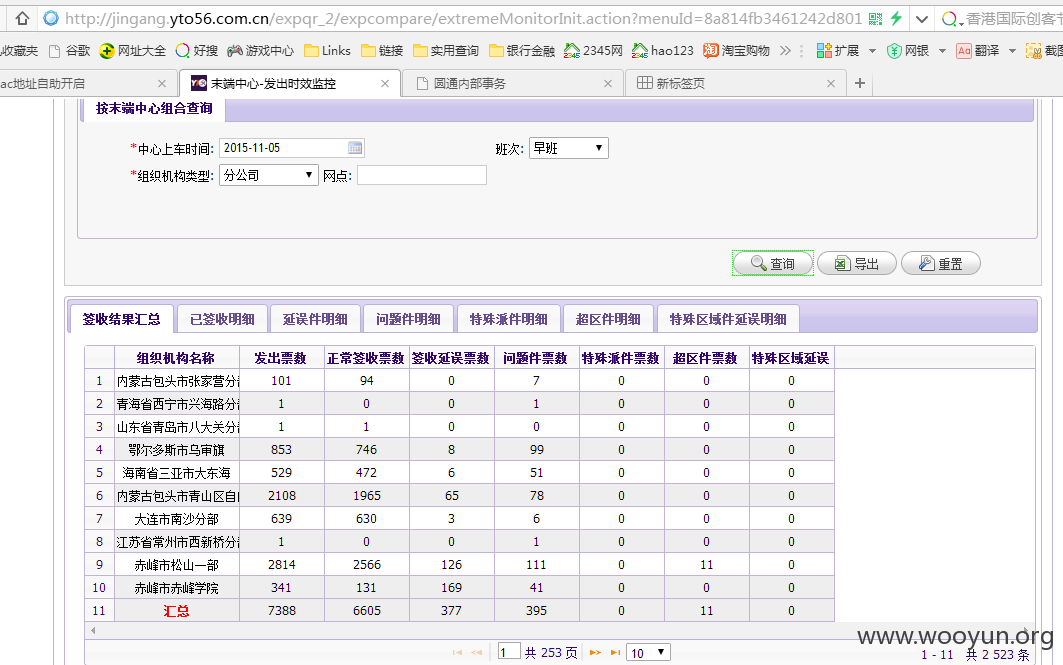 http://jingang.yto56.com.cn/expqr_2/expcompare/extremeMonitorInit.action?menuId=8a814fb3461242d801 香港国际创客节
收藏夹 谷歌 网址大全 好搜 游戏中心 Links 链接 实用查询 银行金融 2345网 hao123 淘宝购物 扩展 网银 翻译 截图
ac地址自助开启 末端中心-发出时效监控 圆通内部事务 新标签页
按末端中心组合查询
*中心上车时间: 2015-11-05 班次: 早班
*组织机构类型: 分公司 网点:
查询 导出 重置
签收结果汇总 已签收明细 延误件明细 问题件明细 特殊派件明细 超区件明细 特殊区域件延误明细
组织机构名称 发出票数 正常签收票数 签收延误票数 问题件票数 特殊派件票数 超区件票数 特殊区域延误
1 内蒙古包头市张家营分部 101 94 0 7 0 0 0
2 青海省西宁市兴海路分部 1 0 0 1 0 0 0
3 山东省青岛市八大关分部 1 1 0 0 0 0 0
4 鄂尔多斯市乌审旗 853 746 8 99 0 0 0
5 海南省三亚市大东海 529 472 6 51 0 0 0
6 内蒙古包头市青山区自由 2108 1965 65 78 0 0 0
7 大连市南沙分部 639 630 3 6 0 0 0
8 江苏省常州市西新桥分部 1 0 0 1 0 0 0
9 赤峰市松山一部 2814 2566 126 111 0 11 0
10 赤峰市赤峰学院 341 131 169 41 0 0 0
11 汇总 7388 6605 377 395 0 11 0
1 共 253 页 10 1 - 11 共 2 523 条
www.wooyun.org